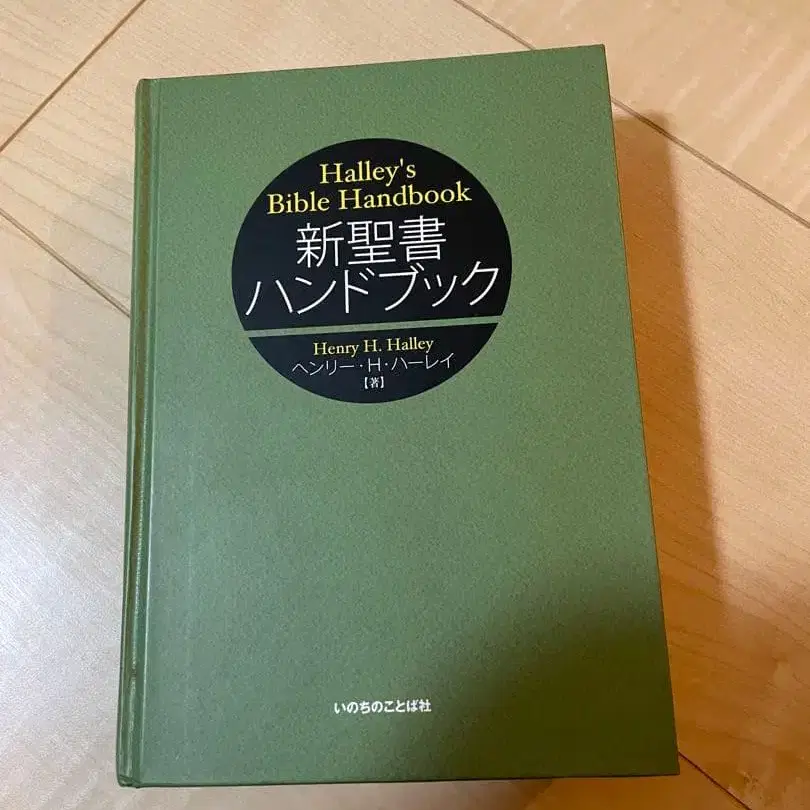 Halley's
Bible Handbook
新聖書
ハンドブック
Henry H. Halley
ヘンリー・H・ハーレイ
【著】
いのちのことば社